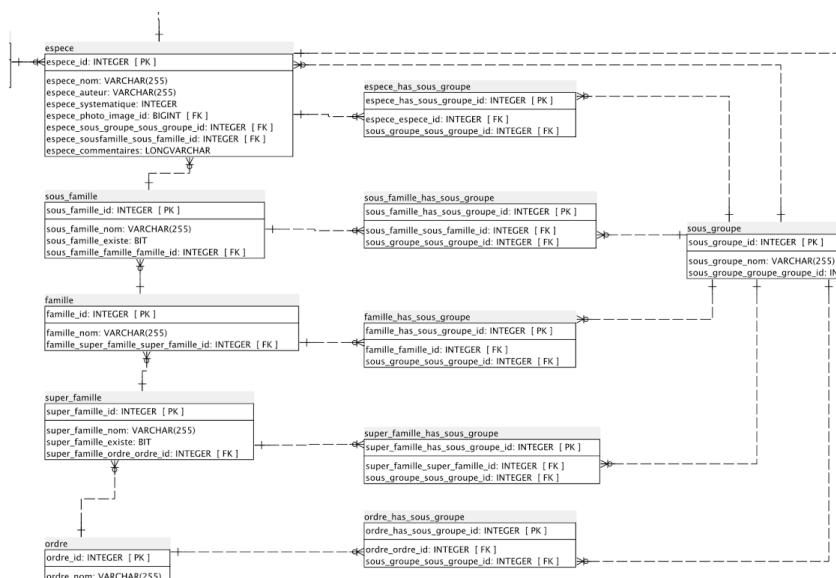 espece
espece_id: INTEGER [ PK ]
espece_nom: VARCHAR(255)
espece_auteur: VARCHAR(255)
espece_systematique: INTEGER
espece_photo_image_id: BIGINT [ FK ]
espece_sous_groupe_sous_groupe_id: INTEGER [ FK ]
espece_sousfamille_sous_famille_id: INTEGER [ FK ]
espece_commentaires: LONGVARCHAR
espece_has_sous_groupe
espece_has_sous_groupe_id: INTEGER [ PK ]
espece_espece_id: INTEGER [ FK ]
sous_groupe_sous_groupe_id: INTEGER [ FK ]
sous_famille
sous_famille_id: INTEGER [ PK ]
sous_famille_nom: VARCHAR(255)
sous_famille_existe: BIT
sous_famille_famille_famille_id: INTEGER [ FK ]
sous_famille_has_sous_groupe
sous_famille_has_sous_groupe_id: INTEGER [ PK ]
sous_famille_sous_famille_id: INTEGER [ FK ]
sous_groupe_sous_groupe_id: INTEGER [ FK ]
sous_groupe
sous_groupe_id: INTEGER [ PK ]
sous_groupe_nom: VARCHAR(255)
sous_groupe_groupe_groupe_id: IN
famille
famille_id: INTEGER [ PK ]
famille_nom: VARCHAR(255)
famille_super_famille_super_famille_id: INTEGER [ FK ]
famille_has_sous_groupe
famille_has_sous_groupe_id: INTEGER [ PK ]
famille_famille_id: INTEGER [ FK ]
sous_groupe_sous_groupe_id: INTEGER [ FK ]
super_famille
super_famille_id: INTEGER [ PK ]
super_famille_nom: VARCHAR(255)
super_famille_existe: BIT
super_famille_ordre_ordre_id: INTEGER [ FK ]
super_famille_has_sous_groupe
super_famille_has_sous_groupe_id: INTEGER [ PK ]
super_famille_super_famille_id: INTEGER [ FK ]
sous_groupe_sous_groupe_id: INTEGER [ FK ]
ordre
ordre_id: INTEGER [ PK ]
ordre_nom: VARCHAR(255)
ordre_has_sous_groupe
ordre_has_sous_groupe_id: INTEGER [ PK ]
ordre_ordre_id: INTEGER [ FK ]
sous_groupe_sous_groupe_id: INTEGER [ FK ]